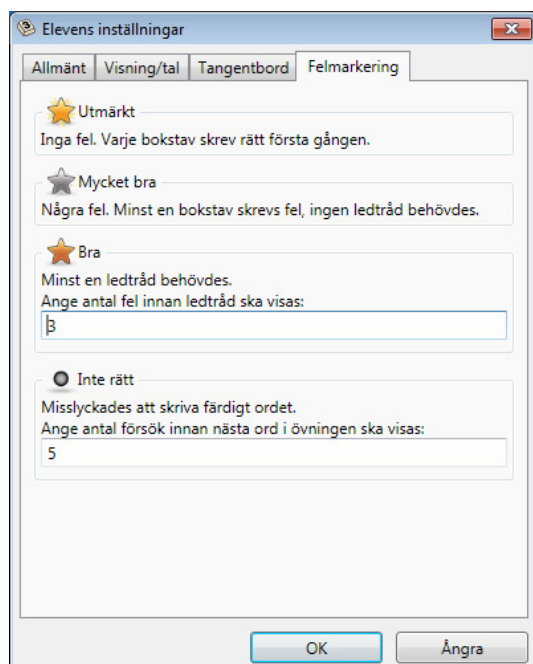 Elevens inställningar
Allmänt Visning/tal Tangentbord Felmarkering
Utmärkt
Inga fel. Varje bokstav skrev rätt första gången.
Mycket bra
Några fel. Minst en bokstav skrevs fel, ingen ledtråd behövdes.
Bra
Minst en ledtråd behövdes.
Ange antal fel innan ledtråd ska visas:
3
Inte rätt
Misslyckades att skriva färdigt ordet.
Ange antal försök innan nästa ord i övningen ska visas:
5
OK Ångra